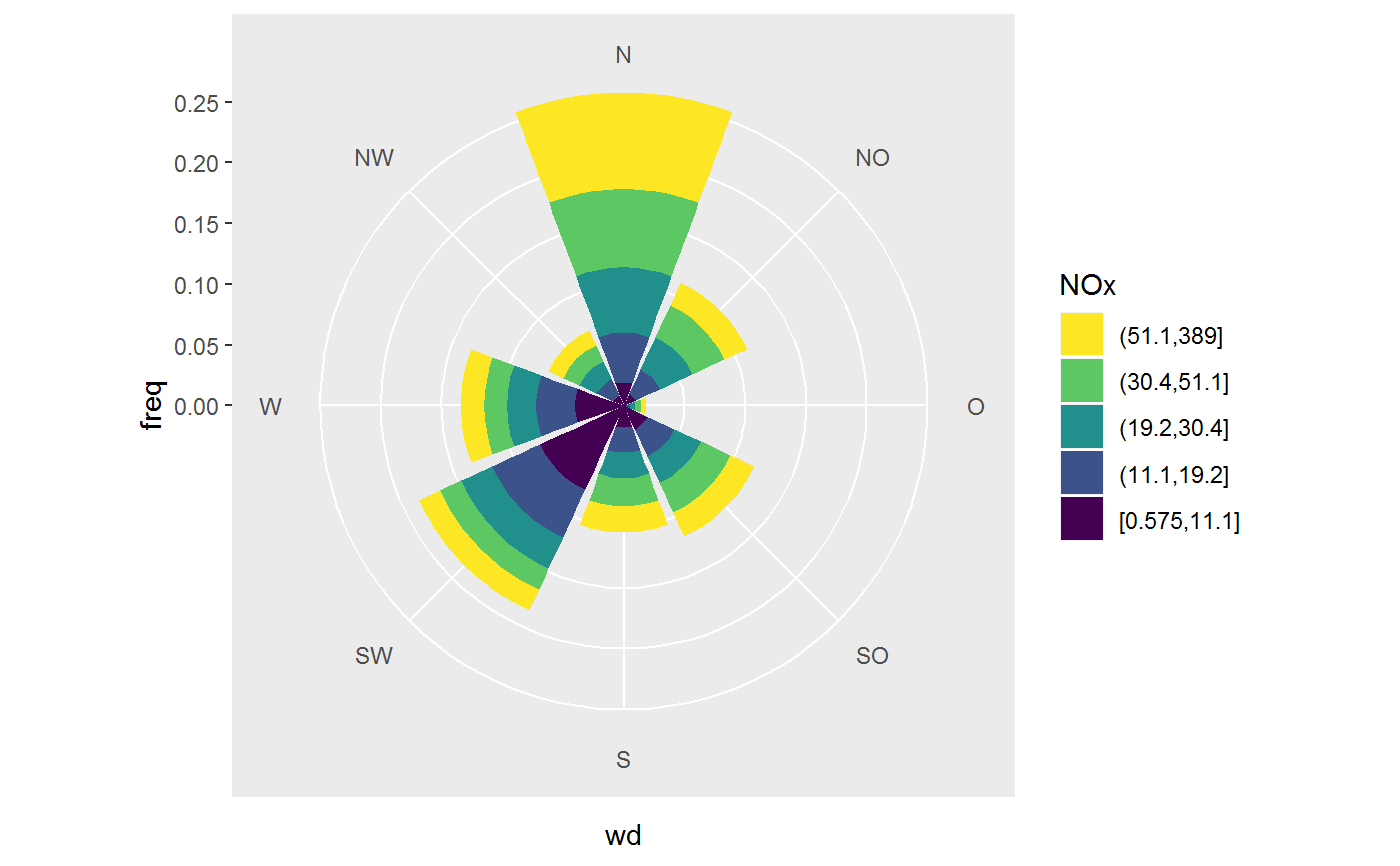 N
0.25
NW
NO
0.20
0.15
0.10
0.05
freq
0.00
W
O
SW
SO
S
wd
NOx
(51.1,389]
(30.4,51.1]
(19.2,30.4]
(11.1,19.2]
[0.575,11.1]